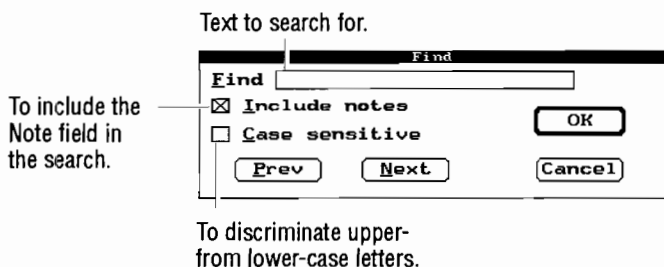 Text to search for.
Find
Find
To include the
Note field in
the search.
Include notes
Case sensitive
OK
Prev
Next
Cancel
To discriminate upper-
from lower-case letters.